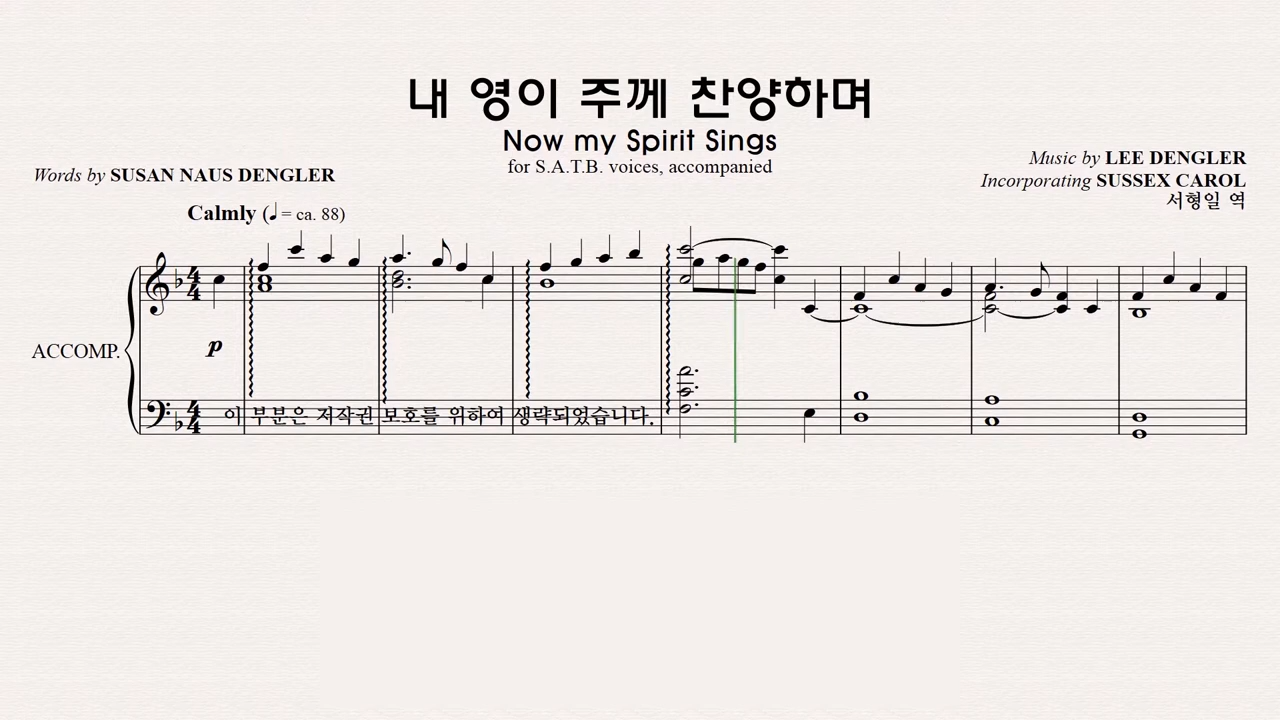 내 영이 주께 찬양하며
Now my Spirit Sings
for S.A.T.B. voices, accompanied
Words by SUSAN NAUS DENGLER
Music by LEE DENGLER
Incorporating SUSSEX CAROL
서형일 역
Calmly (♩ = ca. 88)
ACCOMP.
p
이 부분은 저작권 보호를 위하여 생략되었습니다.